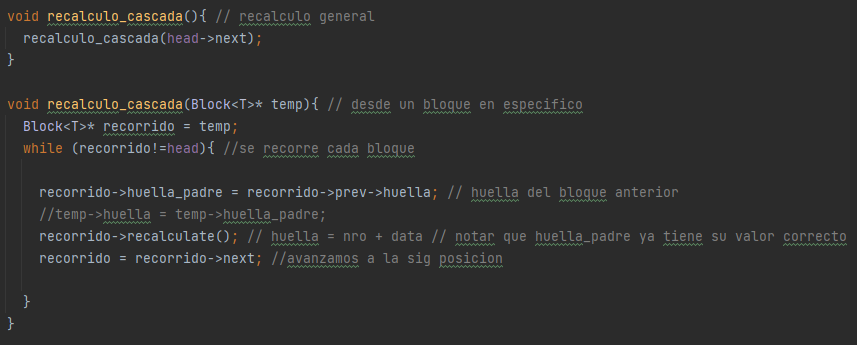 void recalculo_cascada(){ // recalculo general
recalculo_cascada(head->next);
}
void recalculo_cascada(Block<T>* temp){ // desde un bloque en especifico
Block<T>* recorrido = temp;
while (recorrido!=head){ //se recorre cada bloque
recorrido->huella_padre = recorrido->prev->huella; // huella del bloque anterior
//temp->huella = temp->huella_padre;
recorrido->recalculate(); // huella = nro + data // notar que huella_padre ya tiene su valor correcto
recorrido = recorrido->next; //avanzamos a la sig posicion
}
}